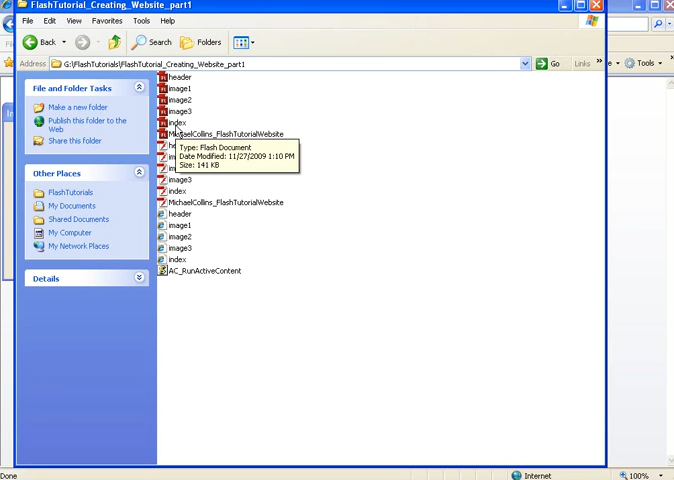 FlashTutorial_Creating_Website_part1
File Edit View Favorites Tools Help
Back Search Folders
Address G:\FlashTutorials\FlashTutorial_Creating_Website_part1 Go Links » Tools »
File and Folder Tasks
Make a new folder
Publish this folder to the
Web
Share this folder
Other Places
FlashTutorials
My Documents
Shared Documents
My Computer
My Network Places
Details
header
image1
image2
image3
index
MichaelCollins_FlashTutorialWebsite
Type: Flash Document
Date Modified: 11/27/2009 1:10 PM
Size: 141 KB
image3
index
MichaelCollins_FlashTutorialWebsite
header
image1
image2
image3
index
AC_RunActiveContent
Done Internet 100%